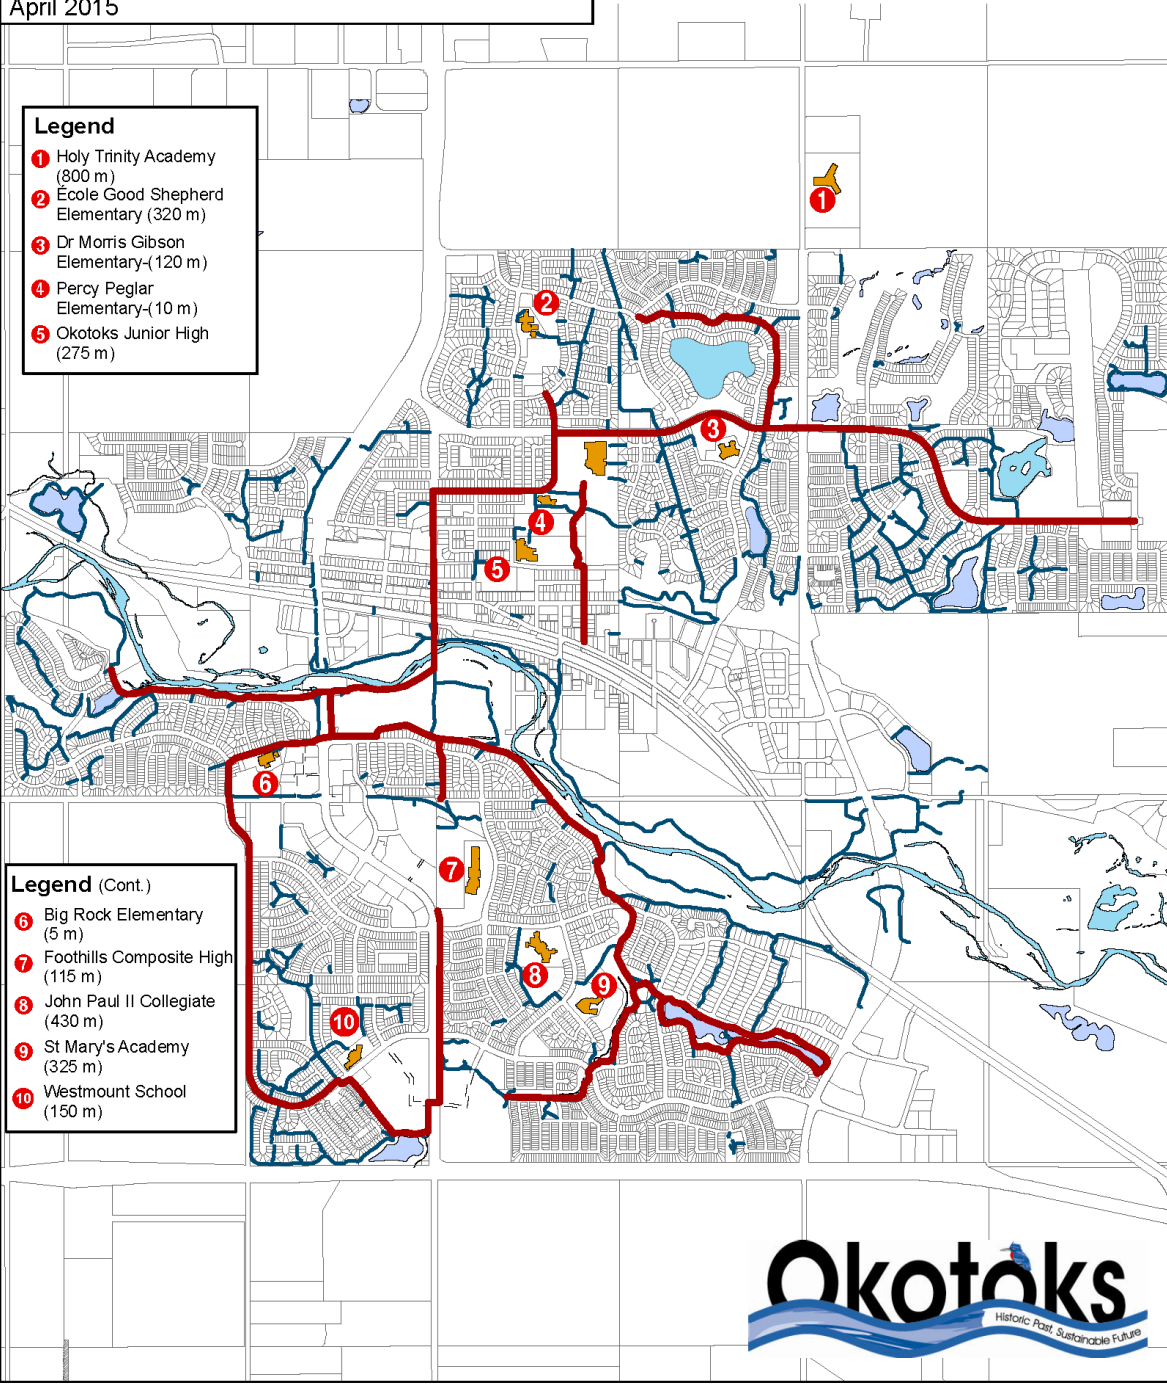 April 2015
Legend
1 Holy Trinity Academy
(800 m)
2 École Good Shepherd
Elementary (320 m)
3 Dr Morris Gibson
Elementary-(120 m)
4 Percy Peglar
Elementary-(10 m)
5 Okotoks Junior High
(275 m)
1
2
3
4
5
6
7
8
9
10
Legend (Cont.)
6 Big Rock Elementary
(5 m)
7 Foothills Composite High
(115 m)
8 John Paul II Collegiate
(430 m)
9 St Mary's Academy
(325 m)
10 Westmount School
(150 m)
Okotoks
Historic Past, Sustainable Future